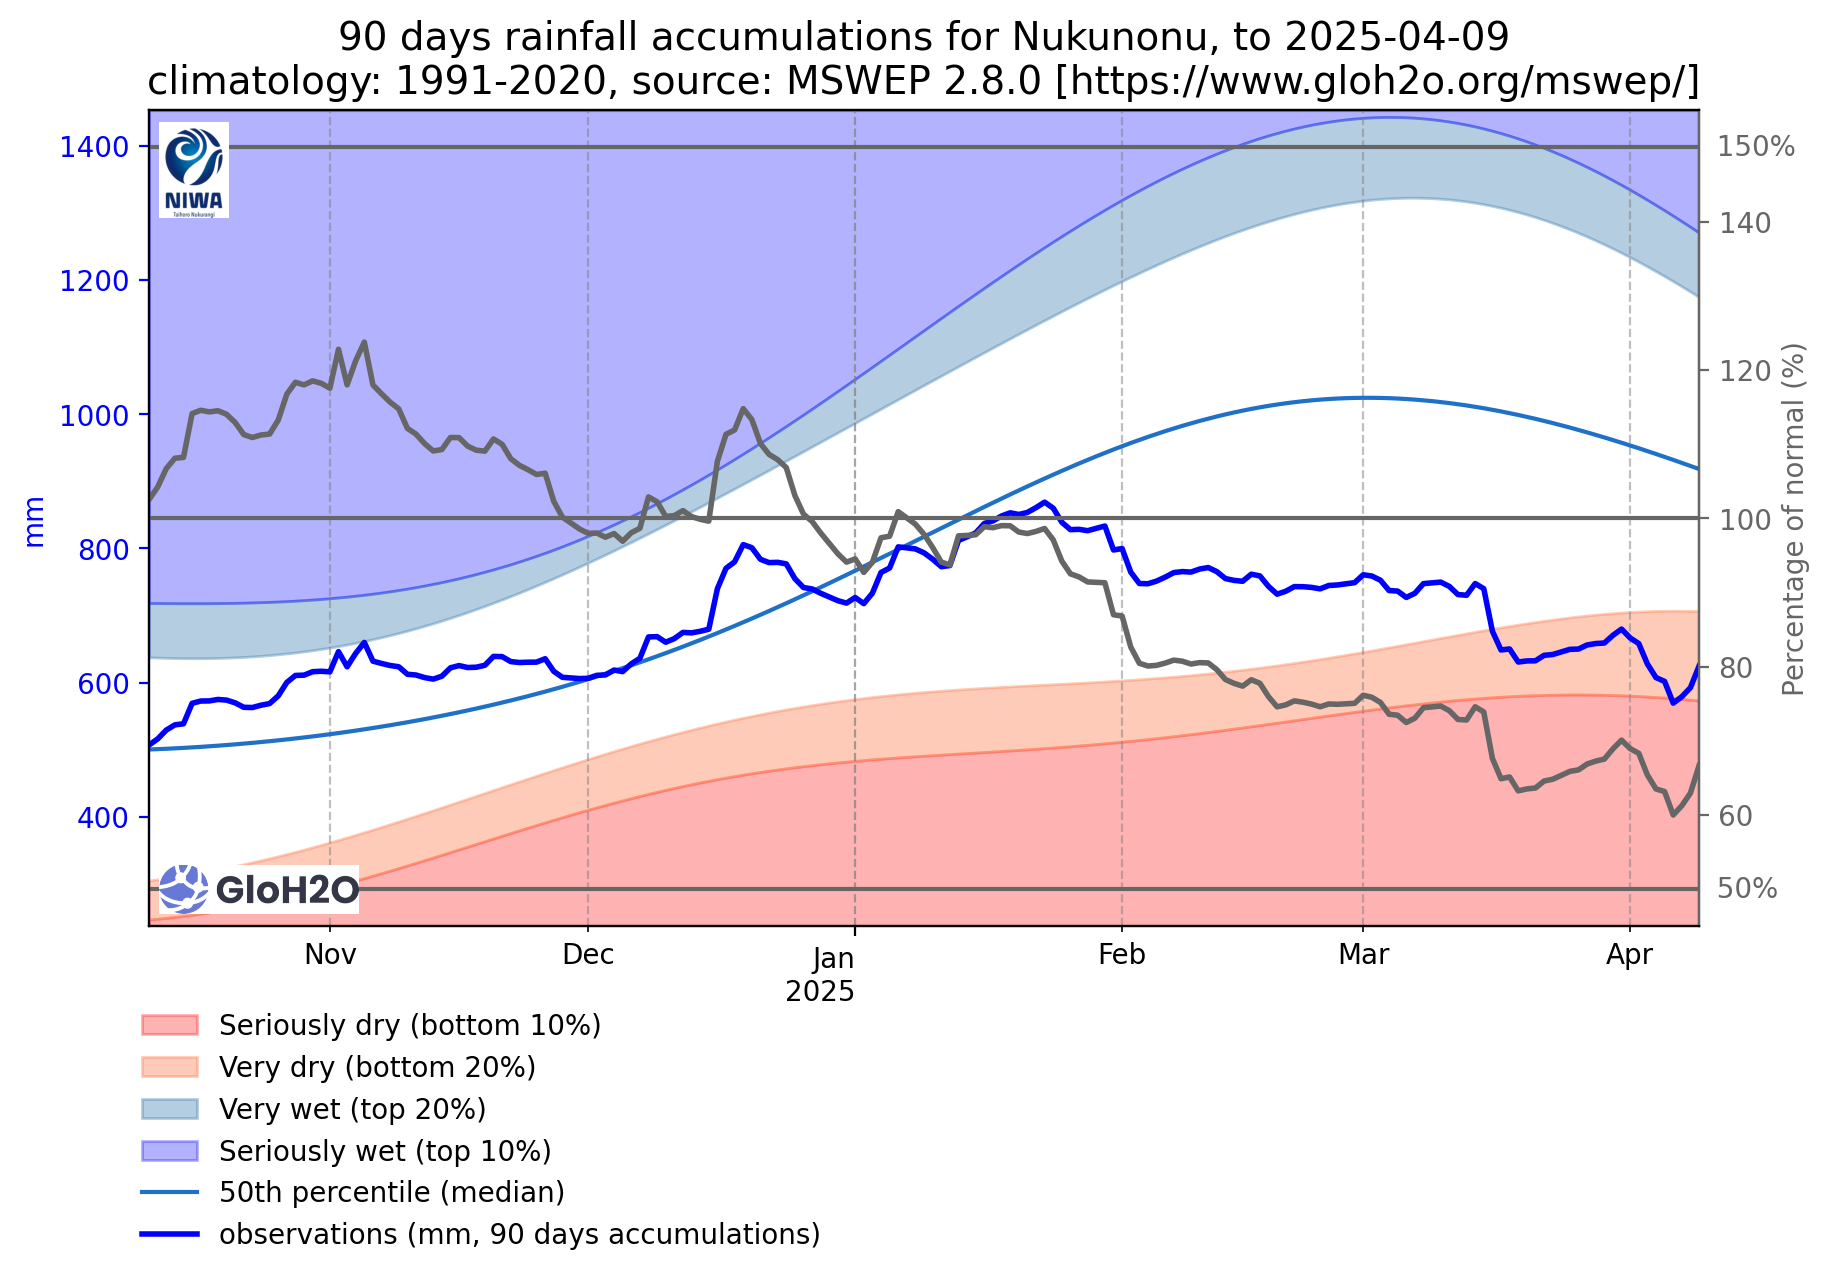 90 days rainfall accumulations for Nukunonu, to 2025-04-09
climatology: 1991-2020, source: MSWEP 2.8.0 [https://www.gloh2o.org/mswep/]
NIWA
Taihoro Nukurangi
1400
1200
1000
800
600
400
mm
150%
140
120
100
80
60
50%
Percentage of normal (%)
GloH2O
Nov
Dec
Jan
2025
Feb
Mar
Apr
Seriously dry (bottom 10%)
Very dry (bottom 20%)
Very wet (top 20%)
Seriously wet (top 10%)
50th percentile (median)
observations (mm, 90 days accumulations)